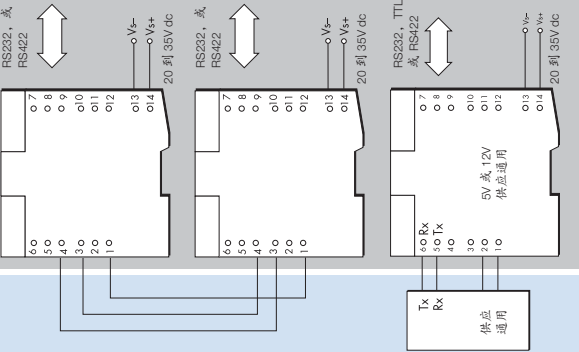 RS232，或
RS422
Vs-
Vs+
20 到 35V dc
7
8
9
10
11
12
13
14
6
5
4
3
2
1
RS232，或
RS422
Vs-
Vs+
20 到 35V dc
7
8
9
10
11
12
13
14
6
5
4
3
2
1
RS232，TTL
或 RS422
Vs-
Vs+
20 到 35V dc
7
8
9
10
11
12
13
14
5V 或 12V
供应通用
6 Rx
5 Tx
4
3
2
1
Tx
Rx
供应
通用